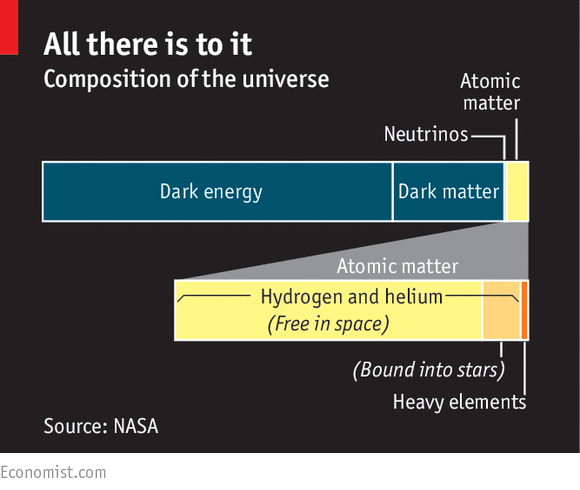 All there is to it
Composition of the universe
Atomic
matter
Neutrinos
Dark energy
Dark matter
Atomic matter
Hydrogen and helium
(Free in space)
(Bound into stars)
Heavy elements
Source: NASA
Economist.com